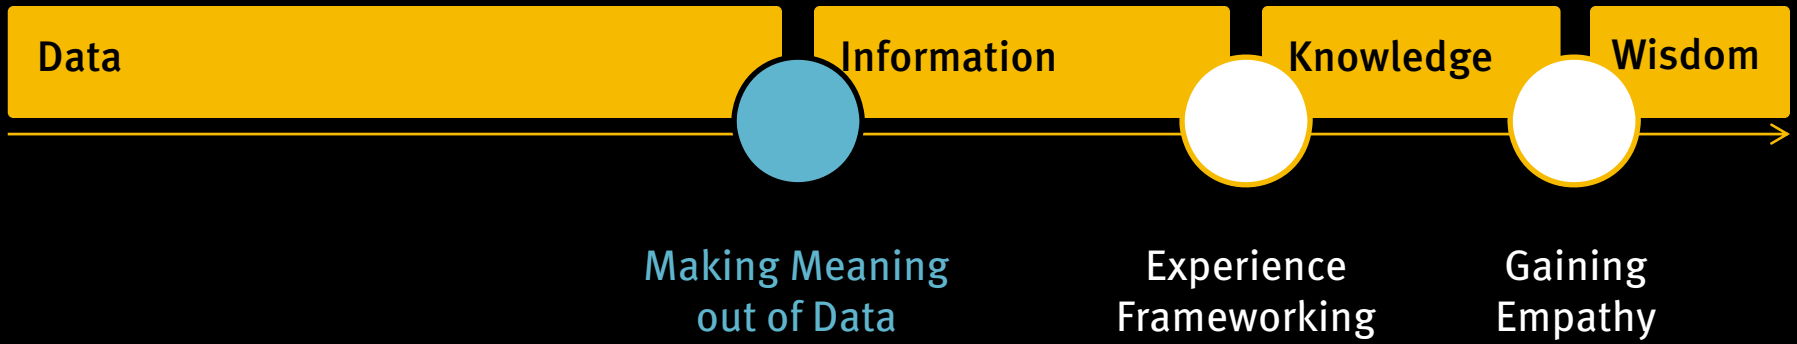 Data
Information
Knowledge
Wisdom
Making Meaning
out of Data
Experience
Frameworking
Gaining
Empathy